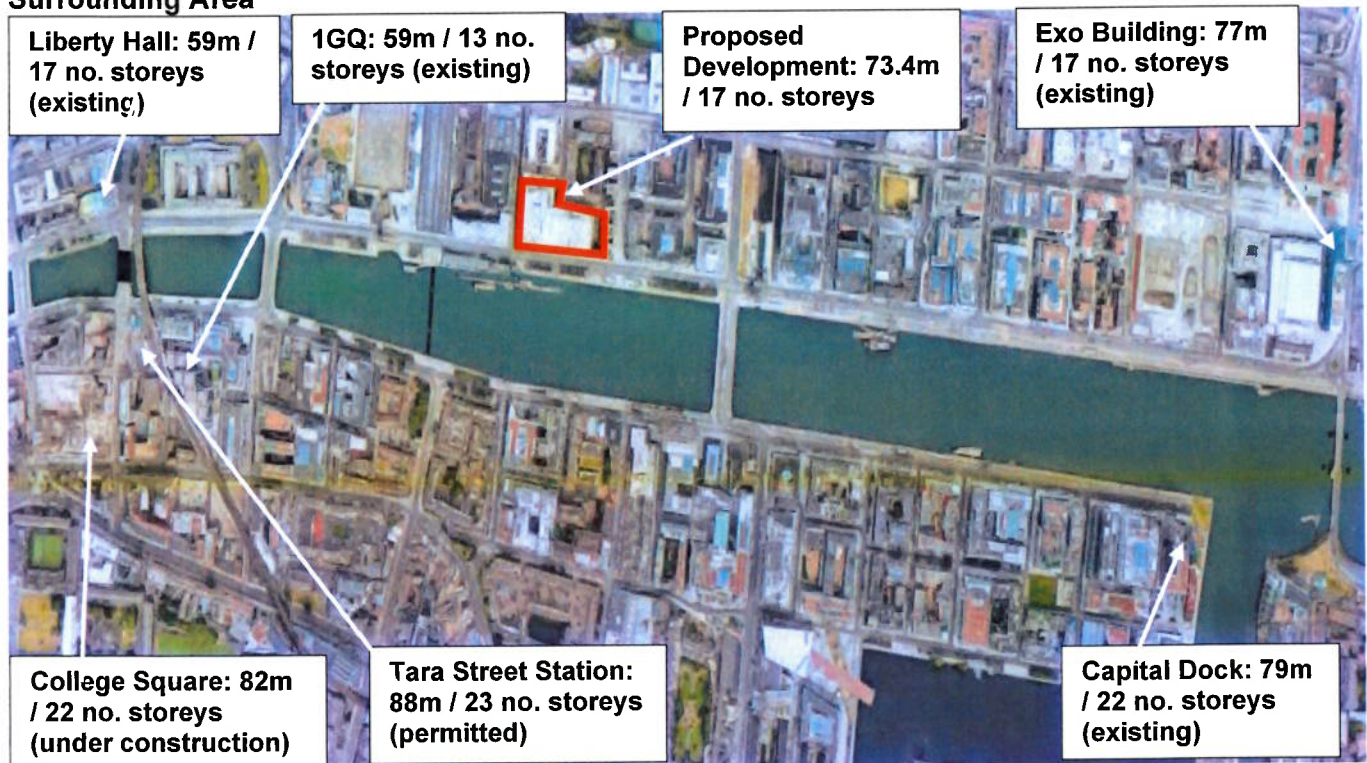 Surrounding Area
Liberty Hall: 59m /
17 no. storeys
(existing)
1GQ: 59m / 13 no.
storeys (existing)
Proposed
Development: 73.4m
/ 17 no. storeys
Exo Building: 77m
/ 17 no. storeys
(existing)
College Square: 82m
/ 22 no. storeys
(under construction)
Tara Street Station:
88m / 23 no. storeys
(permitted)
Capital Dock: 79m
/ 22 no. storeys
(existing)